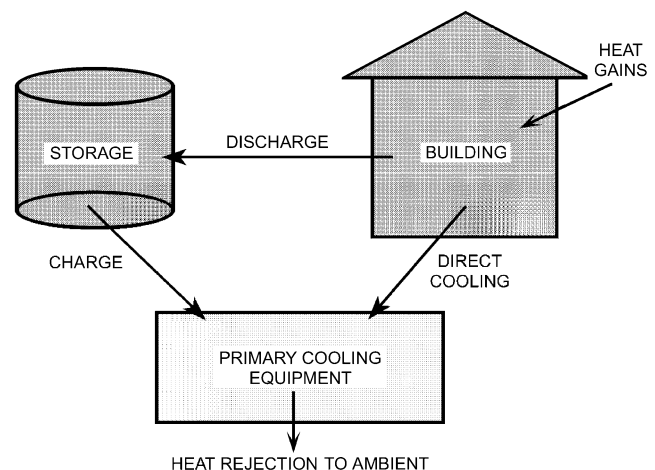 HEAT
GAINS
STORAGE
DISCHARGE
BUILDING
CHARGE
DIRECT
COOLING
PRIMARY COOLING
EQUIPMENT
HEAT REJECTION TO AMBIENT